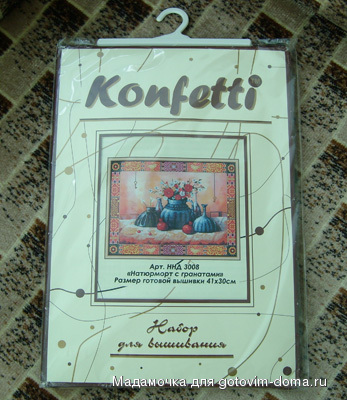 Konfetti®
Арт. ННД 3008
«Натюрморт с гранатами»
Размер готовой вышивки 41х30см
Набор
для вышивания
Мадамочка для gotovim-doma.ru